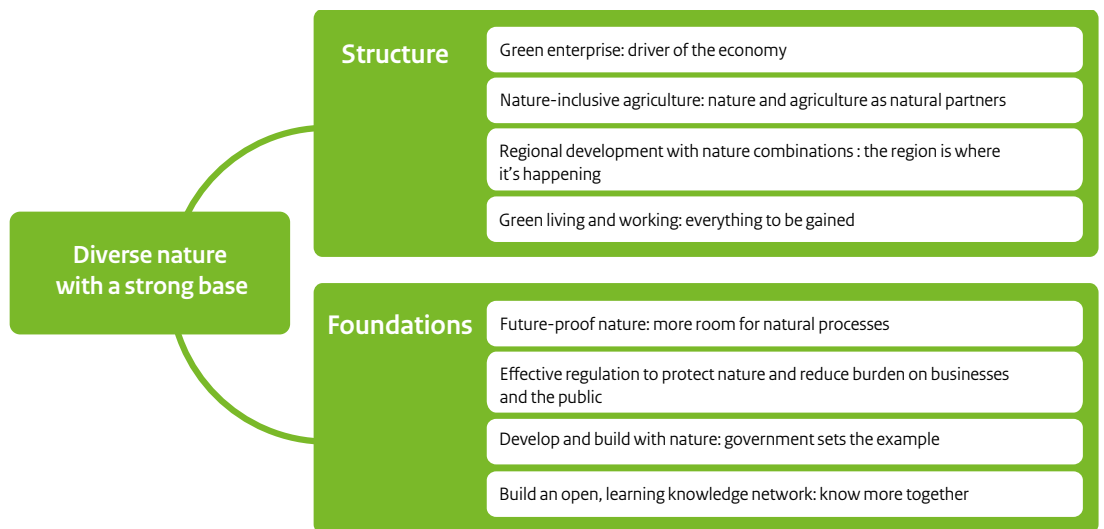 Diverse nature
with a strong base
Structure
Green enterprise: driver of the economy
Nature-inclusive agriculture: nature and agriculture as natural partners
Regional development with nature combinations : the region is where
it's happening
Green living and working: everything to be gained
Foundations
Future-proof nature: more room for natural processes
Effective regulation to protect nature and reduce burden on businesses
and the public
Develop and build with nature: government sets the example
Build an open, learning knowledge network: know more together